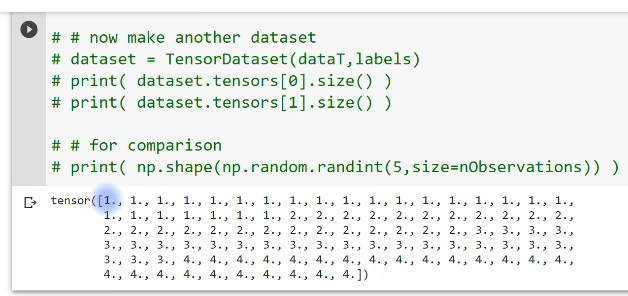 # # now make another dataset
# dataset = TensorDataset(dataT,labels)
# print( dataset.tensors[0].size() )
# print( dataset.tensors[1].size() )
# # for comparison
# print( np.shape(np.random.randint(5,size=nObservations)) )
tensor([1., 1., 1., 1., 1., 1., 1., 1., 1., 1., 1., 1., 1., 1., 1., 1., 1., 1.,
1., 1., 1., 1., 1., 1., 1., 2., 2., 2., 2., 2., 2., 2., 2., 2., 2., 2.,
2., 2., 2., 2., 2., 2., 2., 2., 2., 2., 2., 2., 2., 2., 3., 3., 3., 3.,
3., 3., 3., 3., 3., 3., 3., 3., 3., 3., 3., 3., 3., 3., 3., 3., 3., 3.,
3., 3., 3., 4., 4., 4., 4., 4., 4., 4., 4., 4., 4., 4., 4., 4., 4., 4.,
4., 4., 4., 4., 4., 4., 4., 4., 4., 4.])